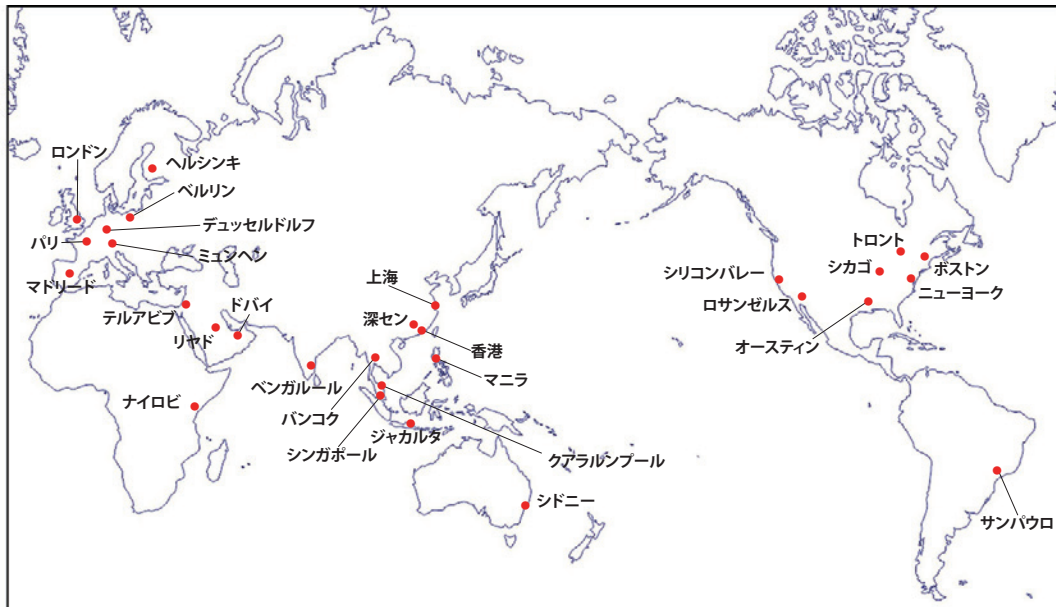 ロンドン
ヘルシンキ
ベルリン
デュッセルドルフ
パリ
ミュンヘン
マドリード
テルアビブ
ドバイ
リヤド
ナイロビ
上海
深セン
香港
ベンガルール
マニラ
バンコク
ジャカルタ
シンガポール
クアラルンプール
シドニー
トロント
シカゴ
ボストン
シリコンバレー
ニューヨーク
ロサンゼルス
オースティン
サンパウロ